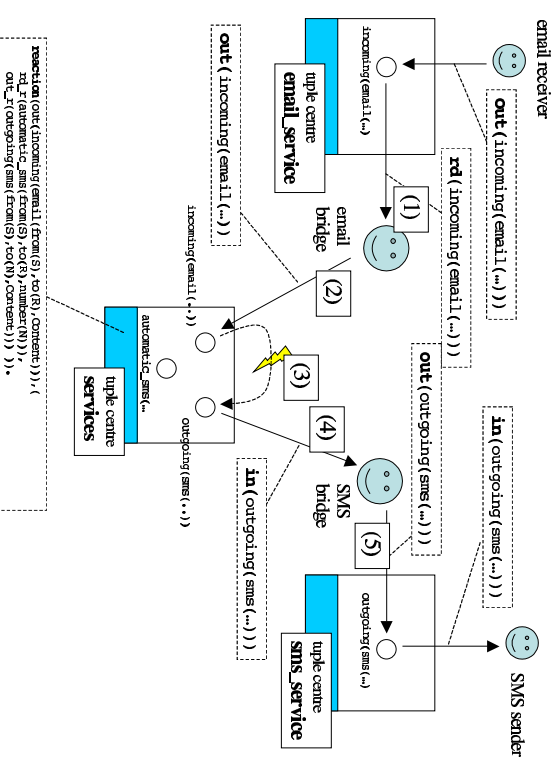 email receiver
SMS sender
out(incoming(email(…)))
in(outgoing(sms(…)))
rd(incoming(email(…)))
out(outgoing(sms(…)))
incoming(email(…)
tuple centre
email_service
(1)
email
bridge
(2)
out(incoming(email(…)))
incoming(email(..)
automatic_sms(…
outgoing(sms(..))
(3)
tuple centre
services
(4)
in(outgoing(sms(…)))
SMS
bridge
(5)
outgoing(sms(…)
tuple centre
sms_service
reaction(out(incoming(email(from(S),to(R),Content))),(
rd_r(automatic_sms(from(S),to(R),number(N))),
out_r(outgoing(sms(from(S),to(N),Content))) )).